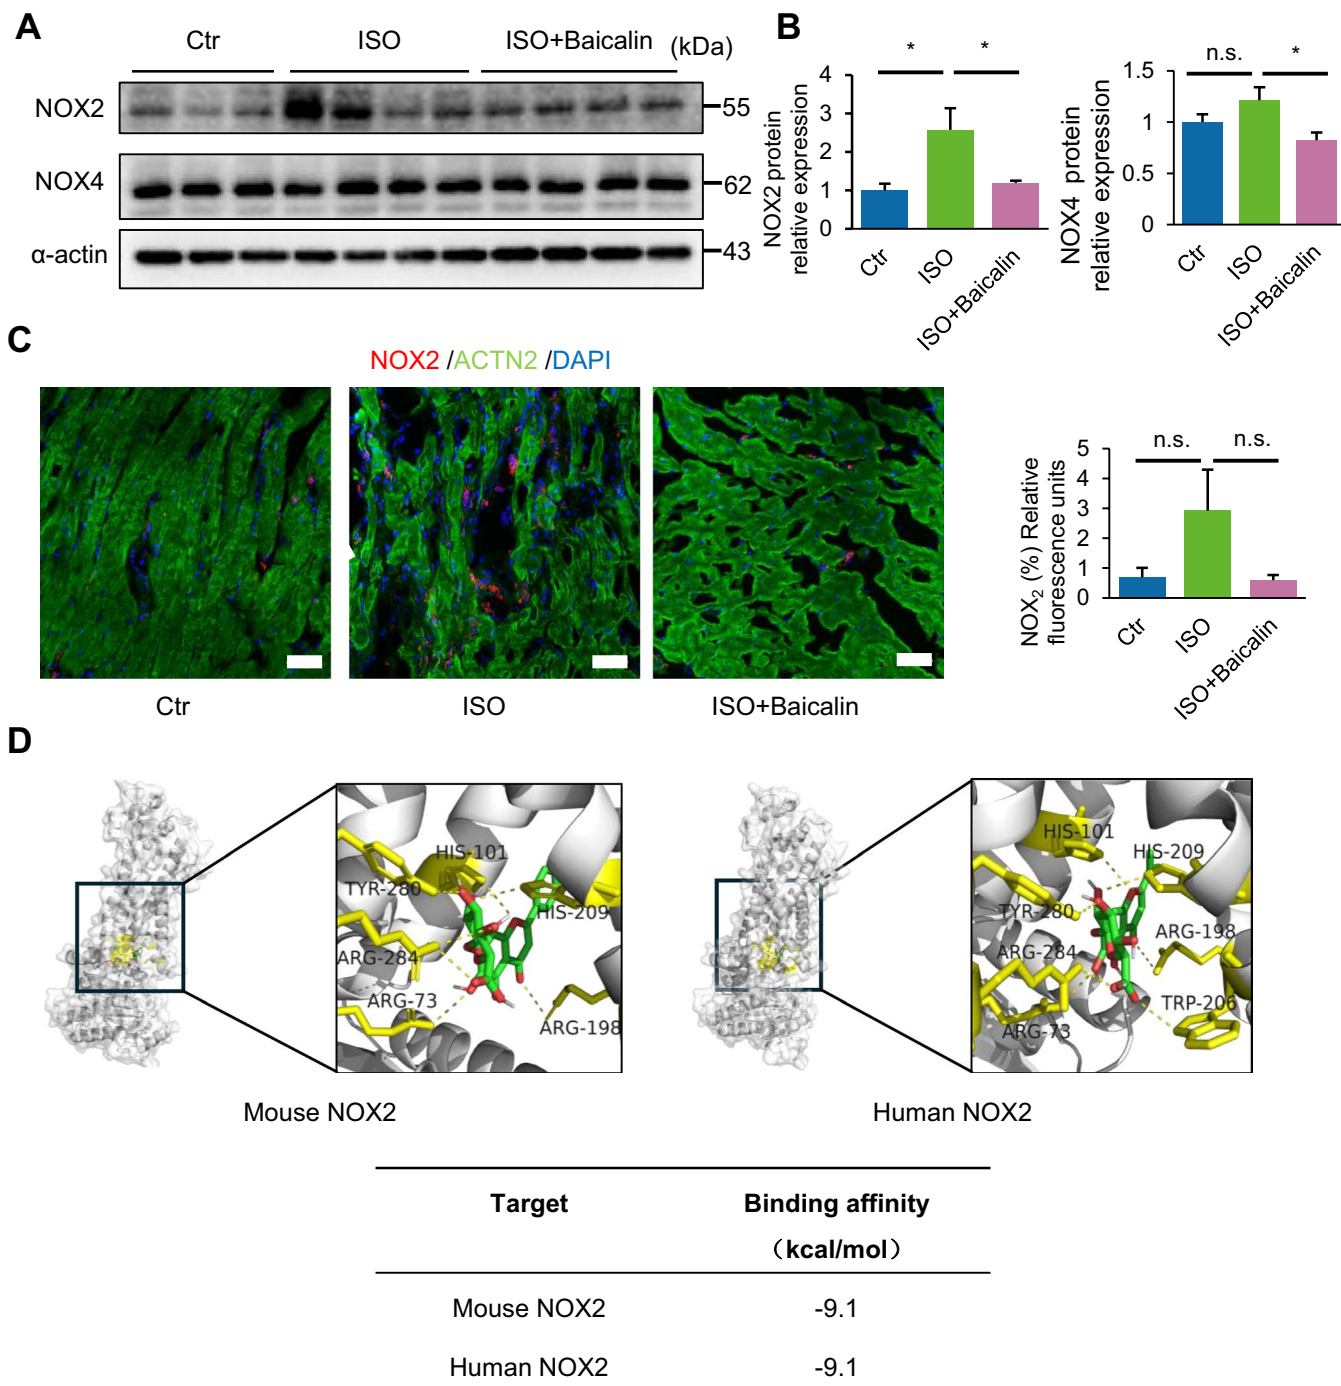 A
Ctr
ISO
ISO+Baicalin
(kDa)
NOX2
55
NOX4
62
α-actin
43
B
NOX2 protein
relative expression
4
3
2
1
0
*
*
Ctr
ISO
ISO+Baicalin
NOX4 protein
relative expression
1.5
1
0.5
0
n.s.
*
Ctr
ISO
ISO+Baicalin
C
NOX2 /ACTN2 /DAPI
Ctr
ISO
ISO+Baicalin
NOX₂ (%) Relative
fluorescence units
5
4
3
2
1
0
n.s.
n.s.
Ctr
ISO
ISO+Baicalin
D
HIS-101
TYR-280
HIS-209
ARG-284
ARG-73
ARG-198
Mouse NOX2
HIS-101
HIS-209
TYR-280
ARG-198
ARG-284
TRP-206
ARG-73
Human NOX2
Target
Binding affinity
（kcal/mol）
Mouse NOX2
-9.1
Human NOX2
-9.1